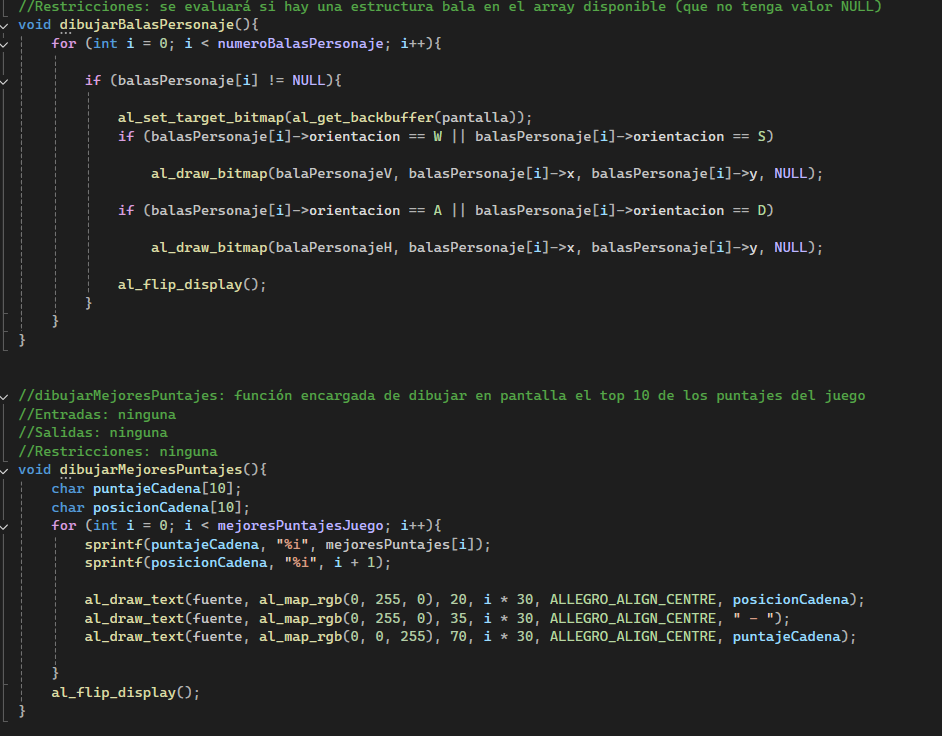 //Restricciones: se evaluará si hay una estructura bala en el array disponible (que no tenga valor NULL)
void dibujarBalasPersonaje(){
    for (int i = 0; i < numeroBalasPersonaje; i++){
        if (balasPersonaje[i] != NULL){
            al_set_target_bitmap(al_get_backbuffer(pantalla));
            if (balasPersonaje[i]->orientacion == W || balasPersonaje[i]->orientacion == S)
                al_draw_bitmap(balaPersonajeV, balasPersonaje[i]->x, balasPersonaje[i]->y, NULL);
            if (balasPersonaje[i]->orientacion == A || balasPersonaje[i]->orientacion == D)
                al_draw_bitmap(balaPersonajeH, balasPersonaje[i]->x, balasPersonaje[i]->y, NULL);
            al_flip_display();
        }
    }
}
//dibujarMejoresPuntajes: función encargada de dibujar en pantalla el top 10 de los puntajes del juego
//Entradas: ninguna
//Salidas: ninguna
//Restricciones: ninguna
void dibujarMejoresPuntajes(){
    char puntajeCadena[10];
    char posicionCadena[10];
    for (int i = 0; i < mejoresPuntajesJuego; i++){
        sprintf(puntajeCadena, "%i", mejoresPuntajes[i]);
        sprintf(posicionCadena, "%i", i + 1);
        al_draw_text(fuente, al_map_rgb(0, 255, 0), 20, i * 30, ALLEGRO_ALIGN_CENTRE, posicionCadena);
        al_draw_text(fuente, al_map_rgb(0, 255, 0), 35, i * 30, ALLEGRO_ALIGN_CENTRE, " - ");
        al_draw_text(fuente, al_map_rgb(0, 0, 255), 70, i * 30, ALLEGRO_ALIGN_CENTRE, puntajeCadena);
    }
    al_flip_display();
}